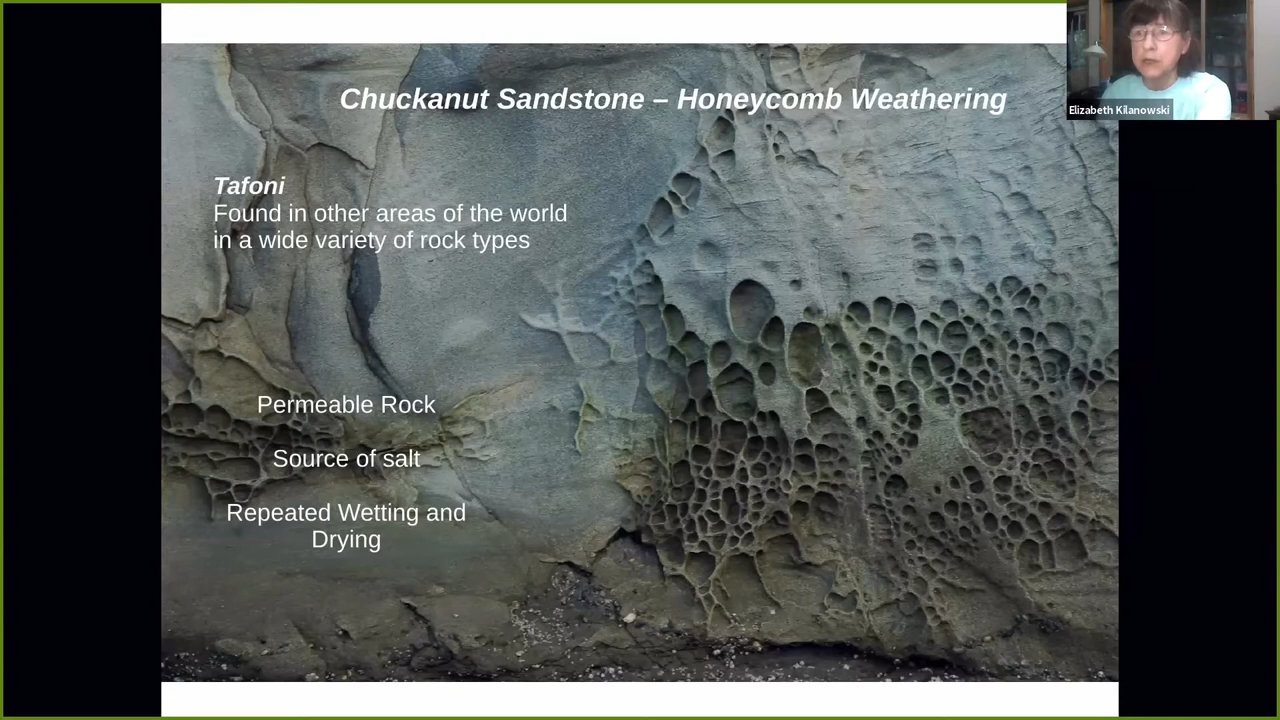 Chuckanut Sandstone – Honeycomb Weathering
Elizabeth Kilanowski
Tafoni
Found in other areas of the world
in a wide variety of rock types
Permeable Rock
Source of salt
Repeated Wetting and
Drying